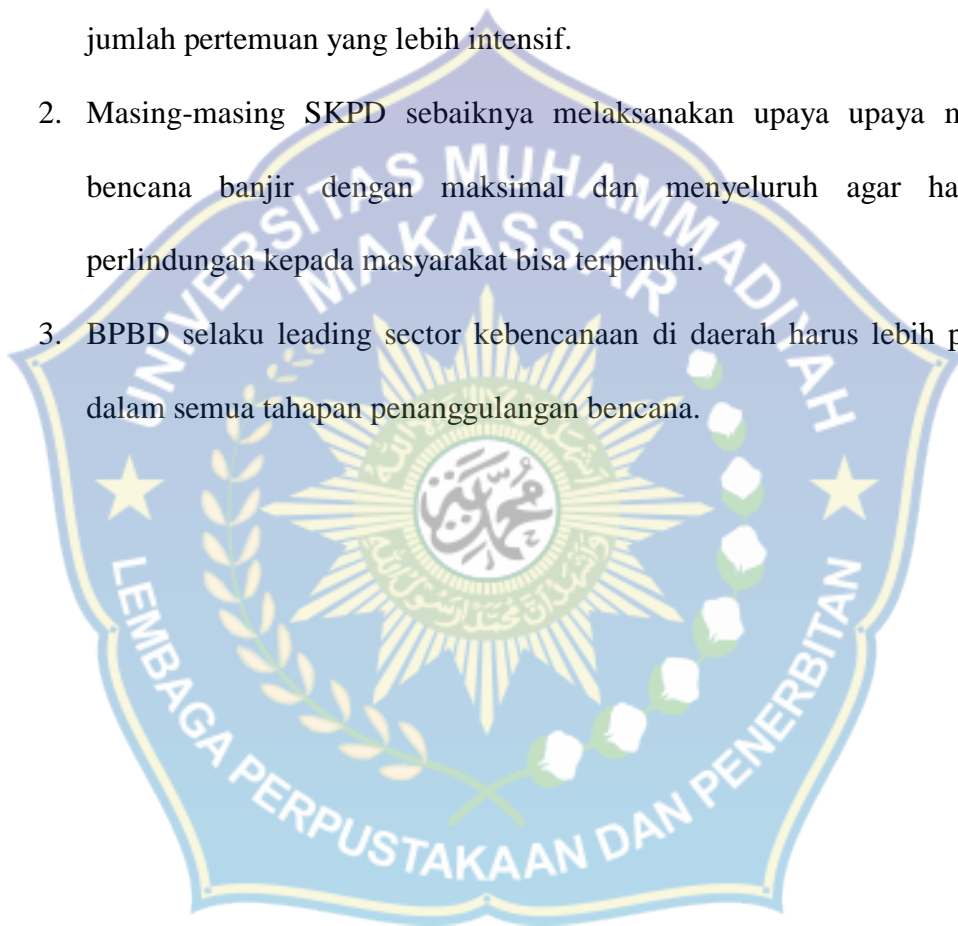 jumlah pertemuan yang lebih intensif.
2. Masing-masing SKPD sebaiknya melaksanakan upaya upaya
bencana banjir dengan maksimal dan menyeluruh agar
perlindungan kepada masyarakat bisa terpenuhi.
3. BPBD selaku leading sector kebencanaan di daerah harus lebih
dalam semua tahapan penanggulangan bencana.
UNIVERSITAS MUHAMMADIYAH
MAKASSAR
محمد
LEMBAGA PERPUSTAKAAN DAN PENERBITAN